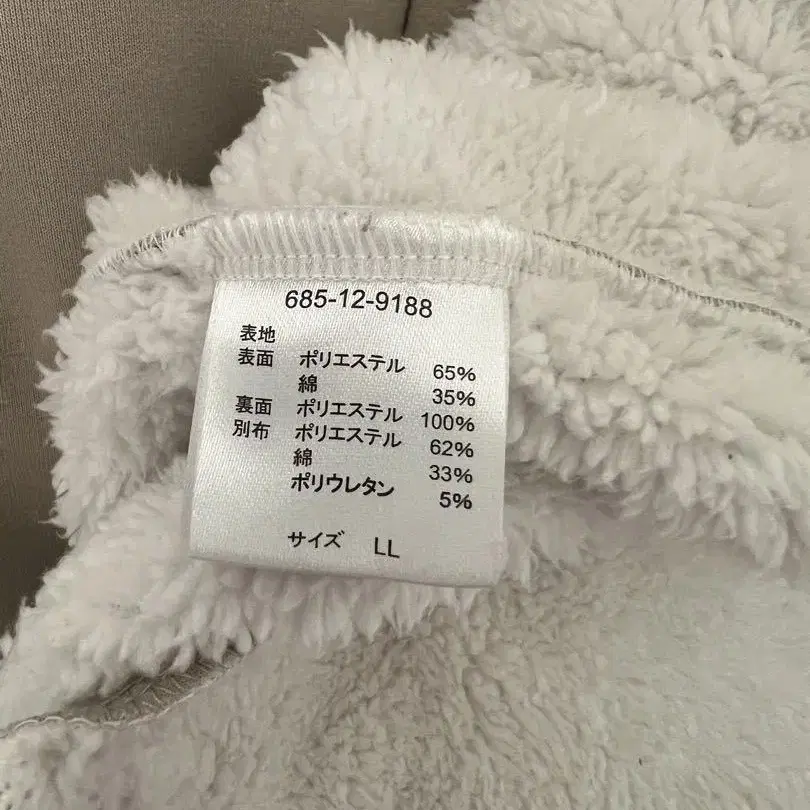 685-12-9188
表地
表面 ポリエステル 65%
綿 35%
裏面 ポリエステル 100%
別布 ポリエステル 62%
綿 33%
ポリウレタン 5%
サイズ LL